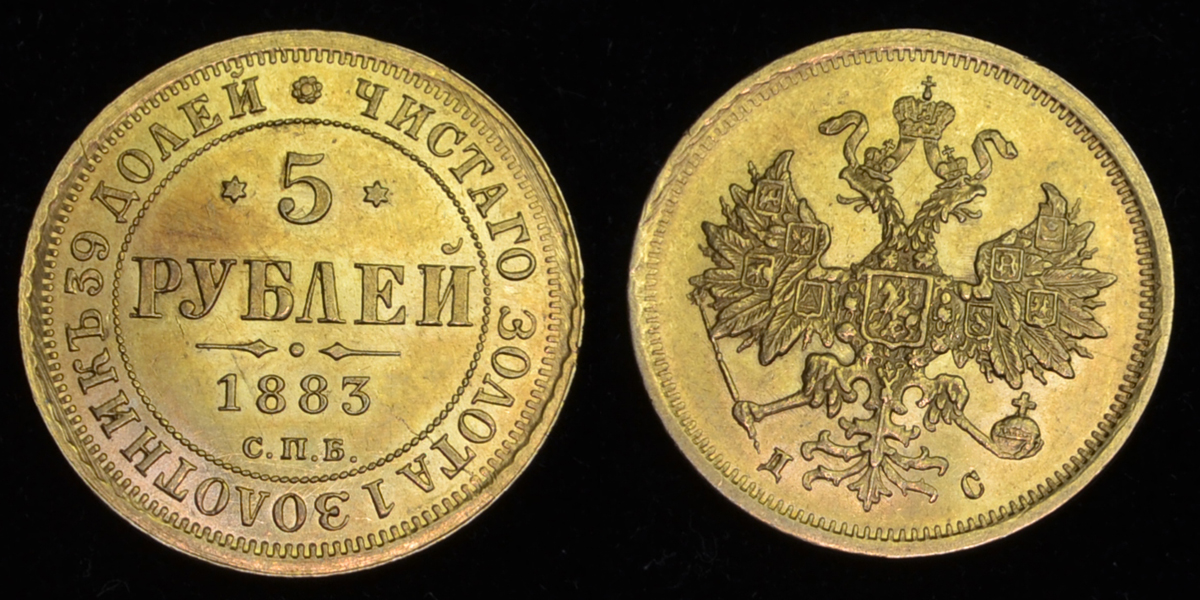 ЧИСТАГО ЗОЛОТА 1 ЗОЛОТНИКЪ 39 ДОЛЕЙ
5
РУБЛЕЙ
1883
С.П.Б.
Д С